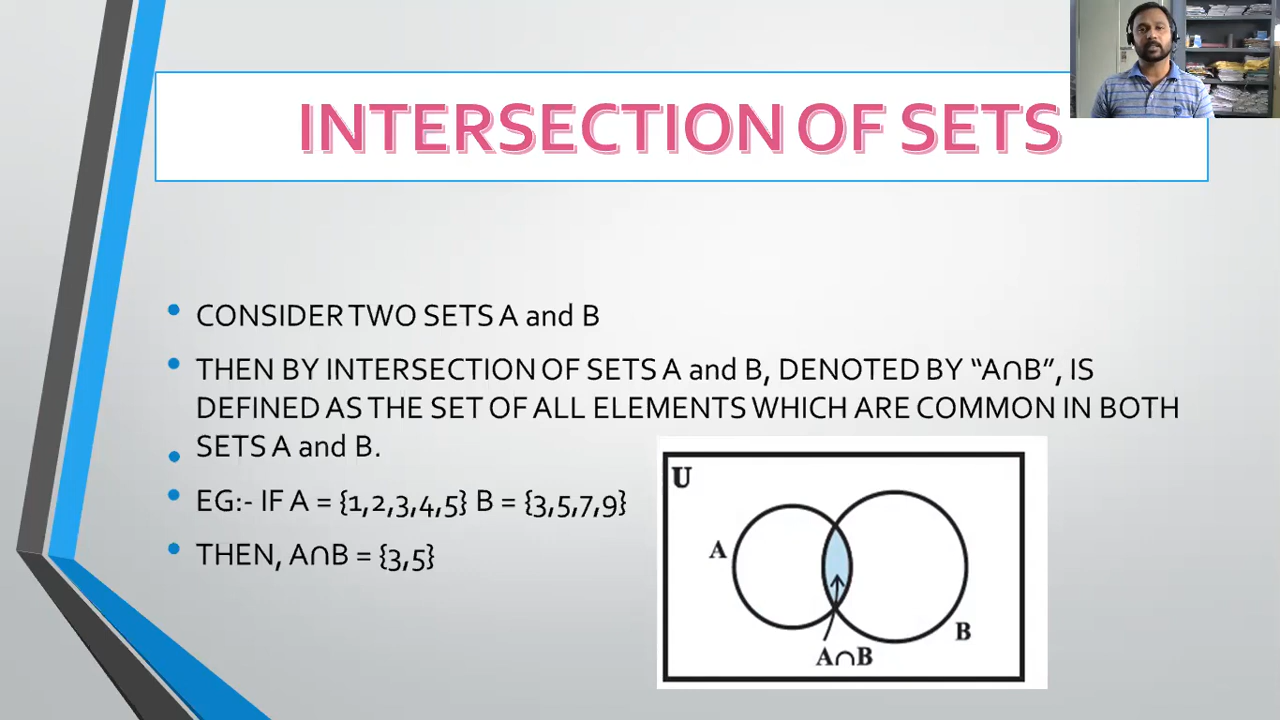 INTERSECTION OF SETS
CONSIDER TWO SETS A and B
THEN BY INTERSECTION OF SETS A and B, DENOTED BY “A∩B”, IS
DEFINED AS THE SET OF ALL ELEMENTS WHICH ARE COMMON IN BOTH
SETS A and B.
EG:- IF A = {1,2,3,4,5} B = {3,5,7,9}
THEN, A∩B = {3,5}
U
A
B
A∩B